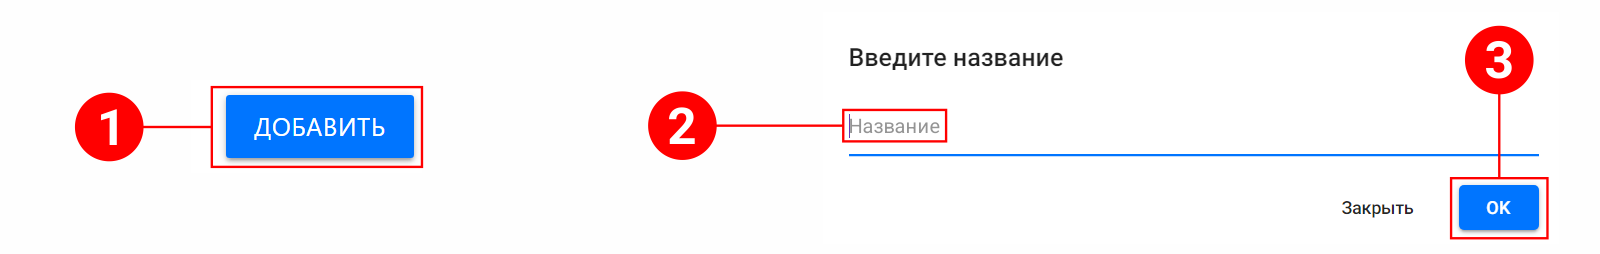 1
ДОБАВИТЬ
2
Введите название
Название
3
Закрыть
OK